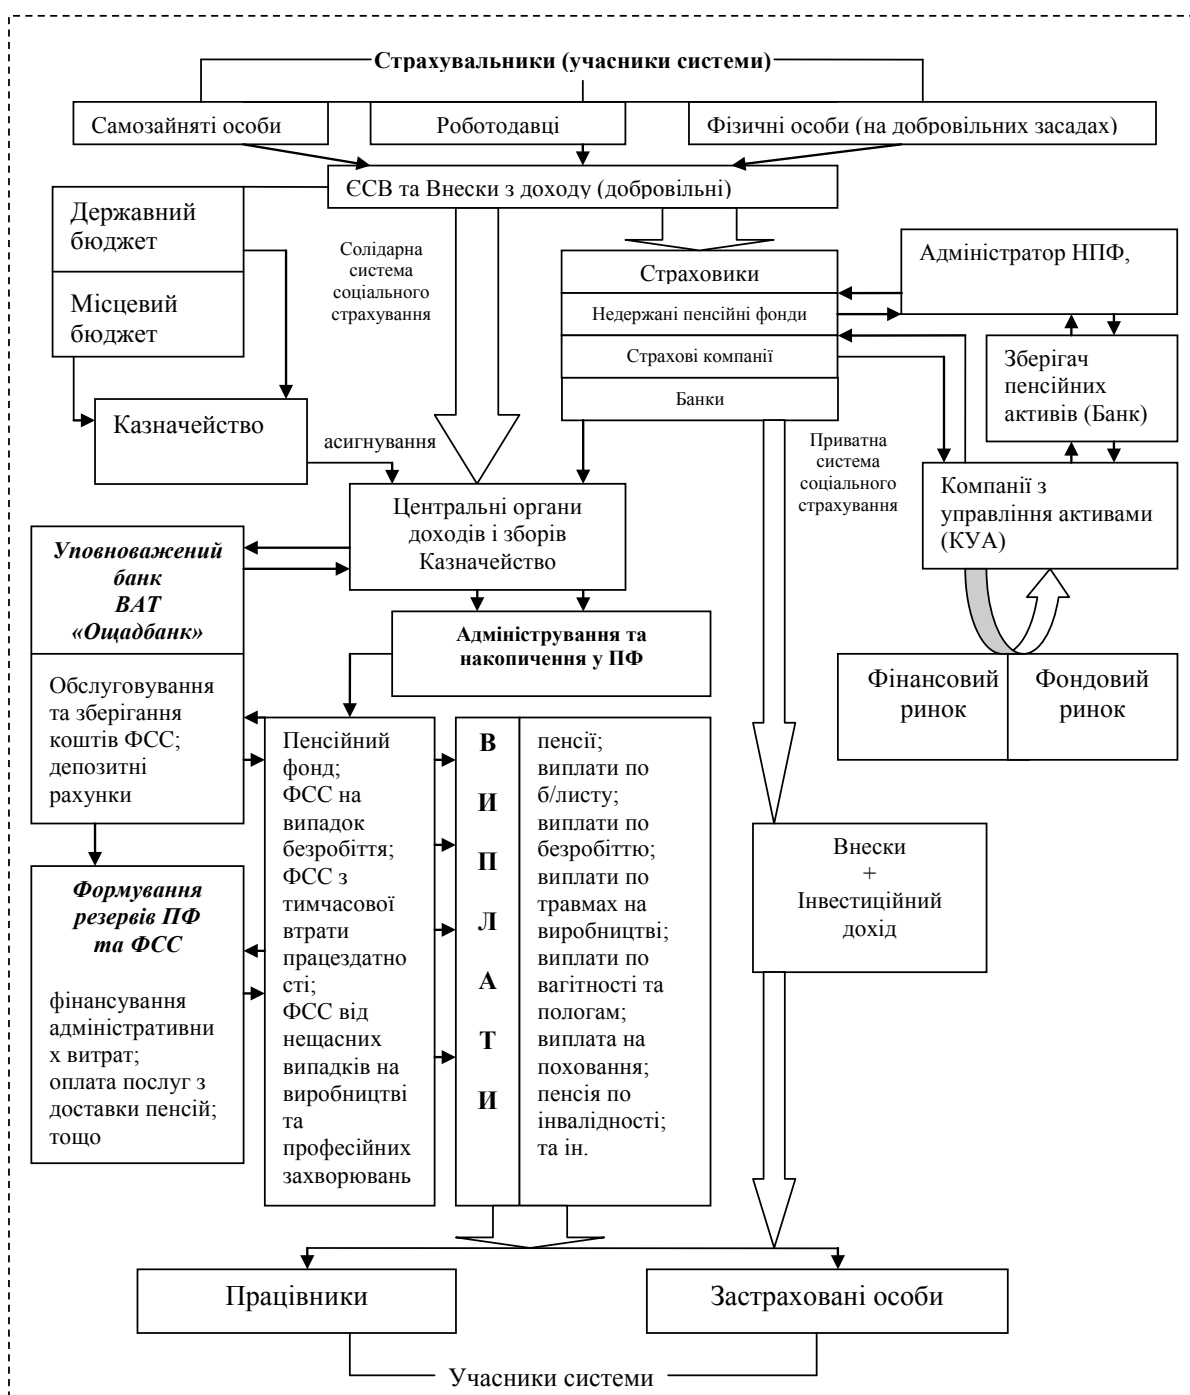 Страхувальники (учасники системи)
Самозайняті особи
Роботодавці
Фізичні особи (на добровільних засадах)
ЄСВ та Внески з доходу (добровільні)
Державний
бюджет
Місцевий
бюджет
Солідарна
система
соціального
страхування
Страховики
Недержані пенсійні фонди
Страхові компанії
Банки
Адміністратор НПФ,
Зберігач
пенсійних
активів (Банк)
Казначейство
асигнування
Приватна
система
соціального
страхування
Компанії з
управління активами
(КУА)
Центральні органи
доходів і зборів
Казначейство
Уповноважений
банк
ВАТ
«Ощадбанк»
Адміністрування та
накопичення у ПФ
Фінансовий
ринок
Фондовий
ринок
Обслуговування
та зберігання
коштів ФСС;
депозитні
рахунки
Пенсійний
фонд;
ФСС на
випадок
безробіття;
ФСС з
тимчасової
втрати
працездатно
сті;
ФСС від
нещасних
випадків на
виробництві
та
професійних
захворювань
В
И
П
Л
А
Т
И
пенсії;
виплати по
б/листу;
виплати по
безробіттю;
виплати по
травмах на
виробництві;
виплати по
вагітності та
пологам;
виплата на
поховання;
пенсія по
інвалідності;
та ін.
Внески
+
Інвестиційний
дохід
Формування
резервів ПФ
та ФСС
фінансування
адміністративни
х витрат;
оплата послуг з
доставки пенсій;
тощо
Працівники
Застраховані особи
Учасники системи